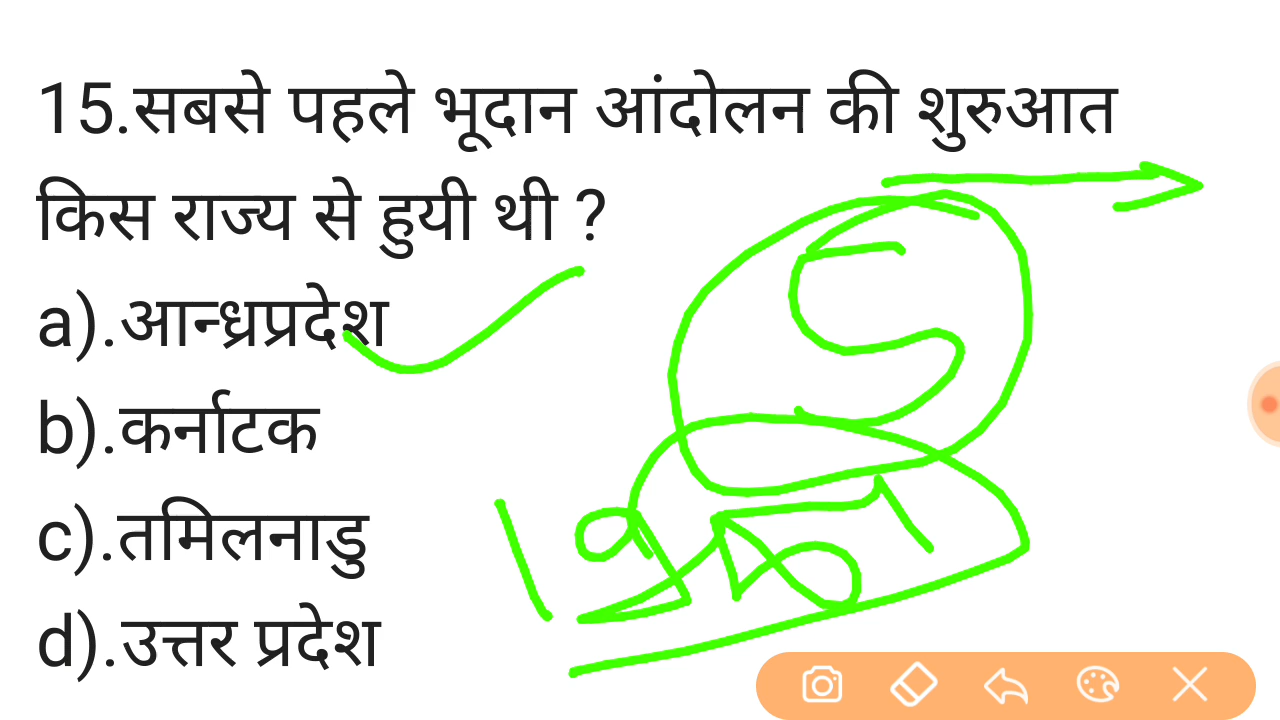 15.सबसे पहले भूदान आंदोलन की शुरुआत
किस राज्य से हुयी थी ?
a).आन्ध्रप्रदेश
b).कर्नाटक
c).तमिलनाडु
d).उत्तर प्रदेश